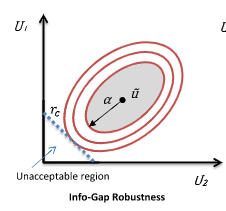 U₁
U
α
ũ
r꜀
Unacceptable region
U₂
Info-Gap Robustness